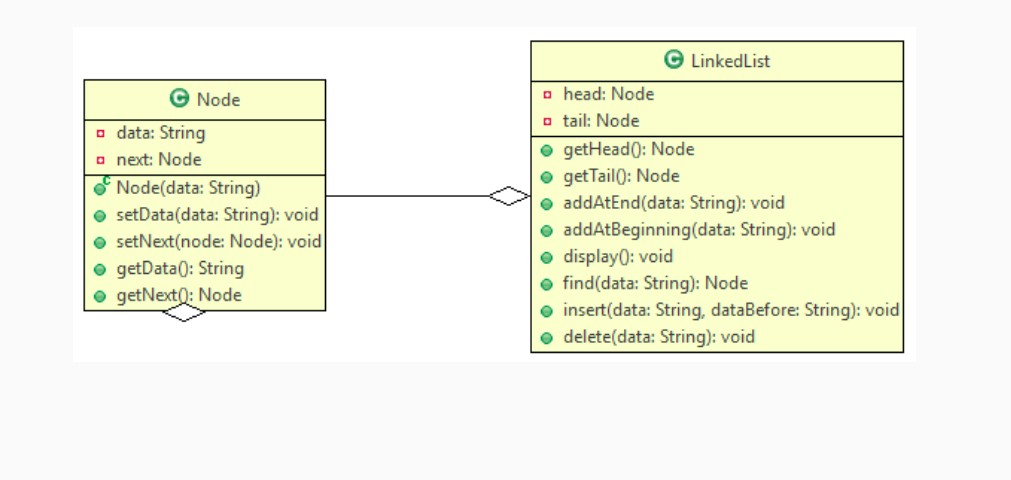 Node
data: String
next: Node
Node(data: String)
setData(data: String): void
setNext(node: Node): void
getData(): String
getNext(): Node
LinkedList
head: Node
tail: Node
getHead(): Node
getTail(): Node
addAtEnd(data: String): void
addAtBeginning(data: String): void
display(): void
find(data: String): Node
insert(data: String, dataBefore: String): void
delete(data: String): void